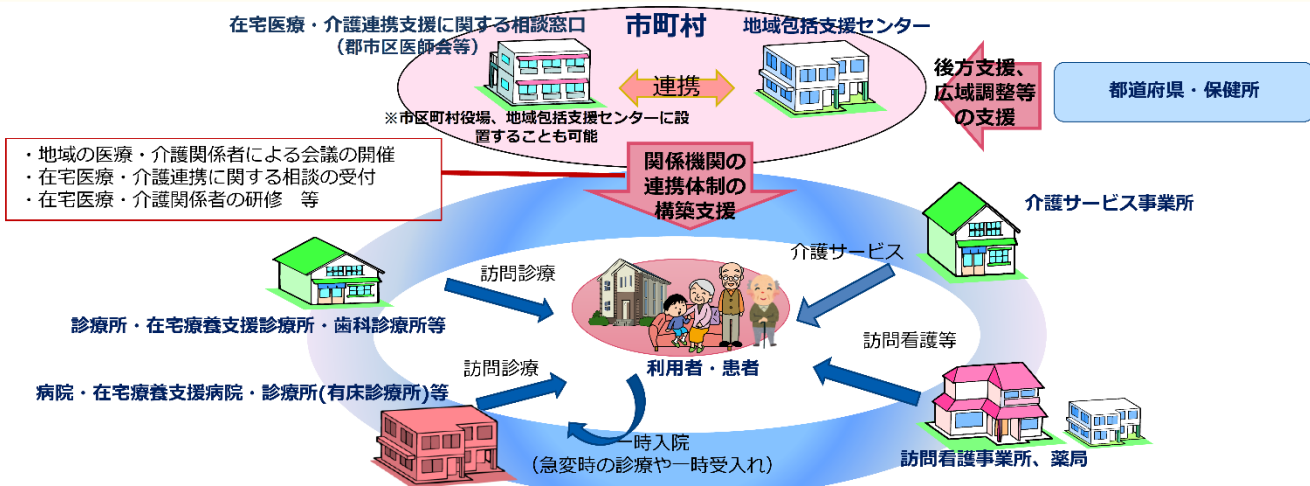 在宅医療・介護連携支援に関する相談窓口
（郡市区医師会等）
市町村
地域包括支援センター
連携
※市区町村役場、地域包括支援センターに設
置することも可能
後方支援、
広域調整等
の支援
都道府県・保健所
・地域の医療・介護関係者による会議の開催
・在宅医療・介護連携に関する相談の受付
・在宅医療・介護関係者の研修　等
関係機関の
連携体制の
構築支援
介護サービス事業所
介護サービス
訪問診療
診療所・在宅療養支援診療所・歯科診療所等
利用者・患者
訪問看護等
訪問診療
病院・在宅療養支援病院・診療所(有床診療所)等
一時入院
（急変時の診療や一時受入れ）
訪問看護事業所、薬局